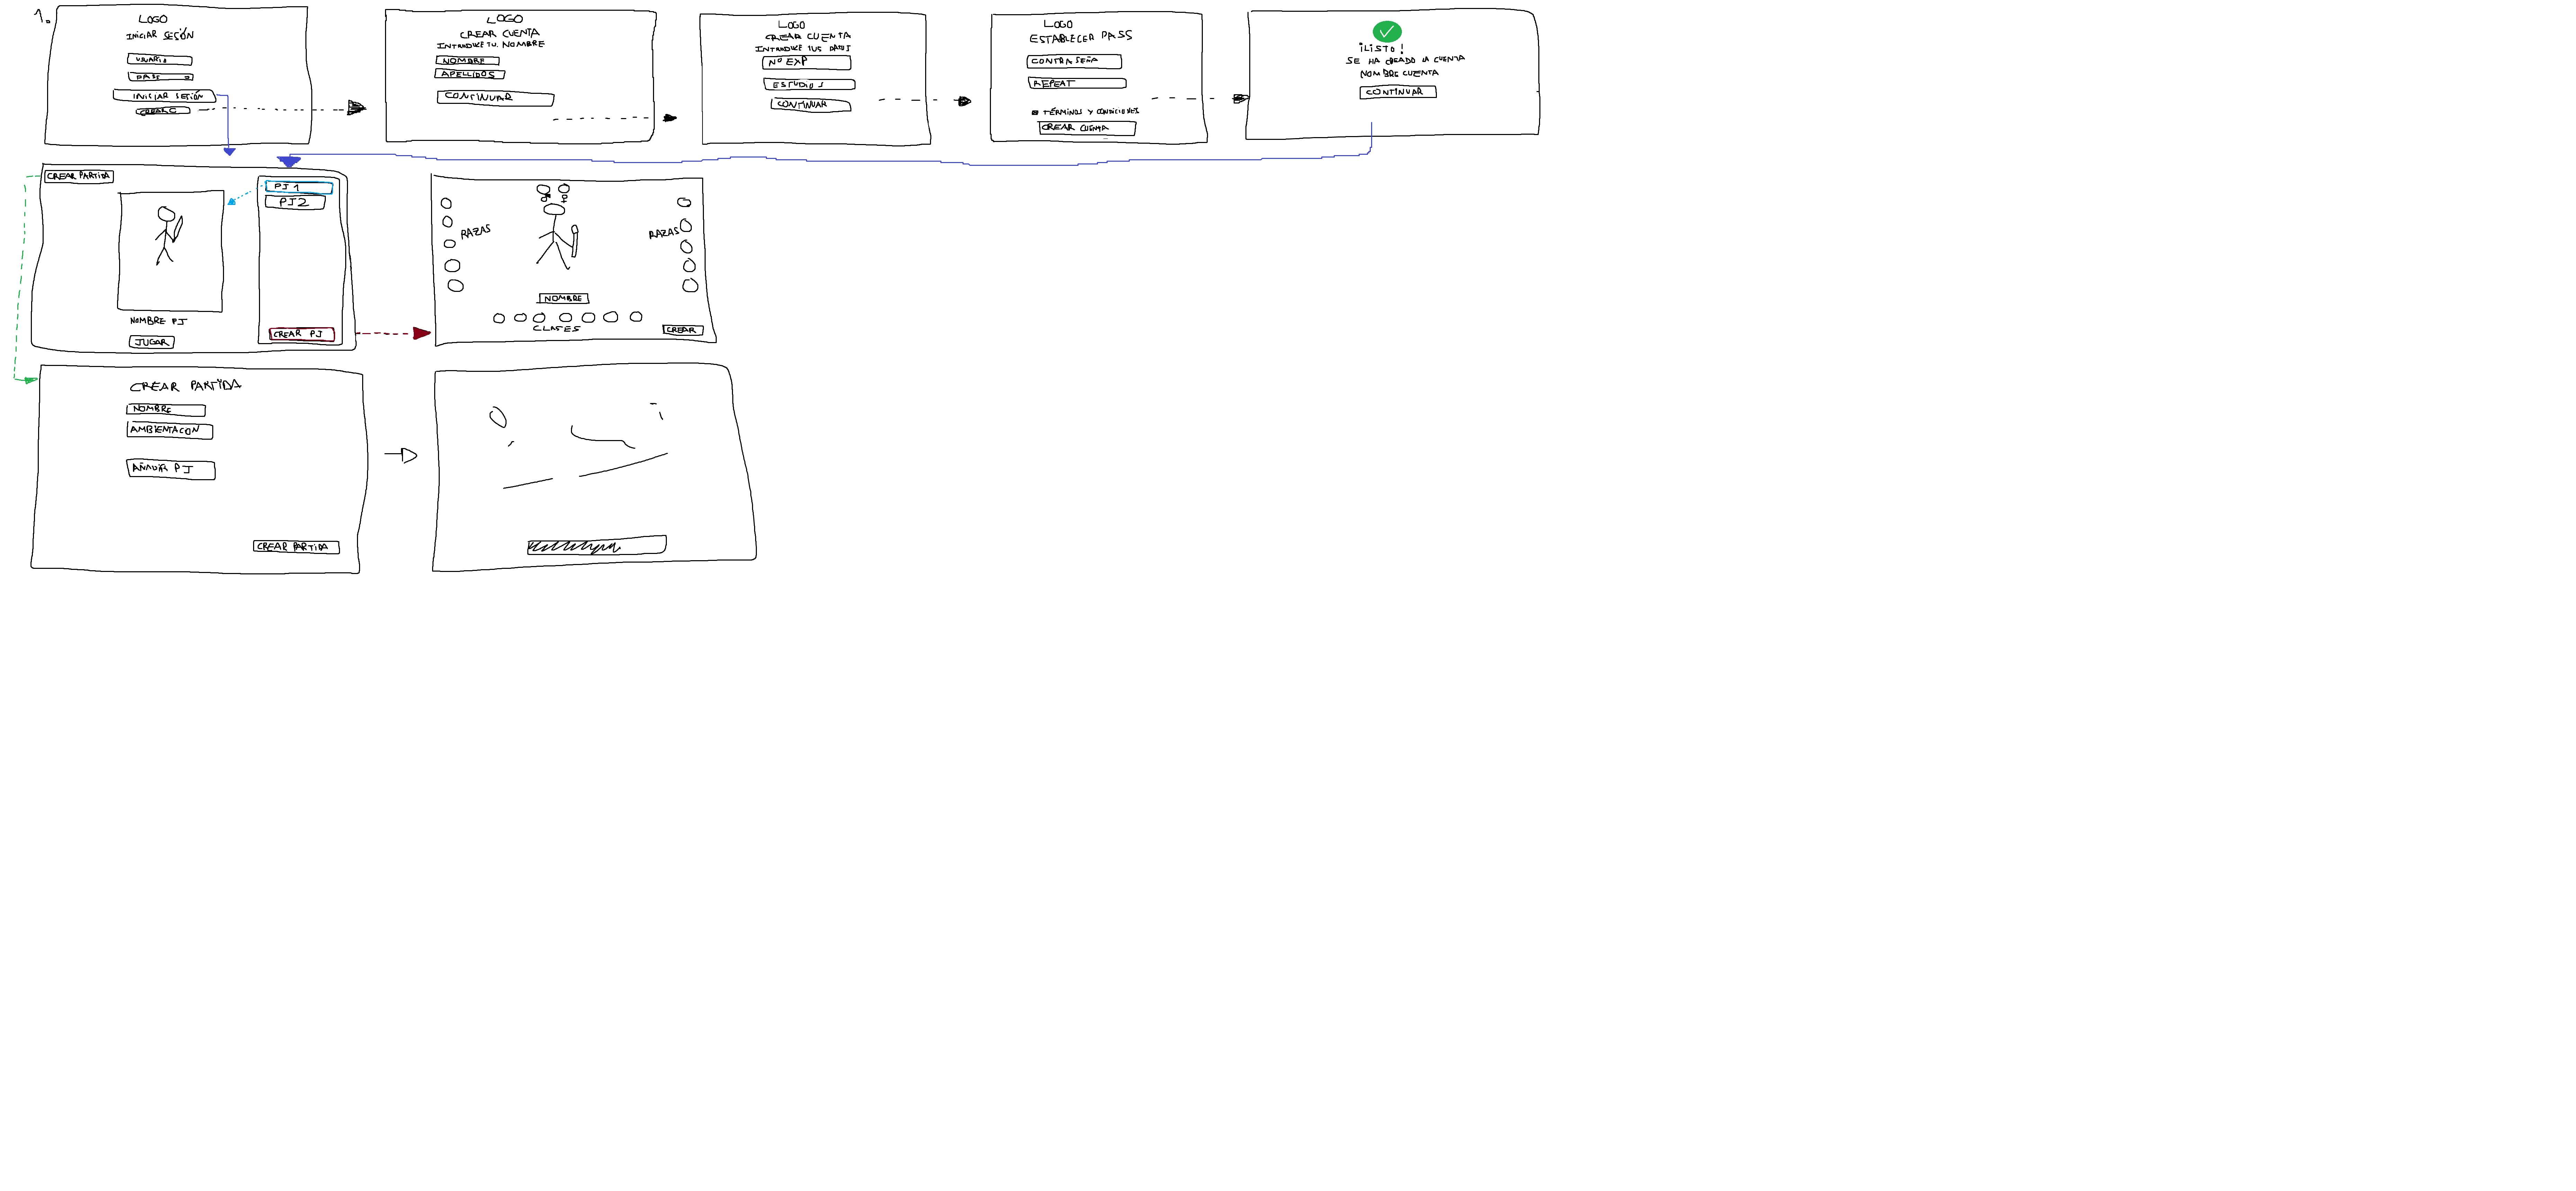 1.
LOGO
INICIAR SESIÓN
USUARIO
PASS
INICIAR SESIÓN
CREAR C
LOGO
CREAR CUENTA
INTRODUCE TU NOMBRE
NOMBRE
APELLIDOS
CONTINUAR
LOGO
CREAR CUENTA
INTRODUCE TUS DATOS
Nº EXP
ESTUDIOS
CONTINUAR
LOGO
ESTABLECER PASS
CONTRASEÑA
REPEAT
TÉRMINOS Y CONDICIONES
CREAR CUENTA
¡LISTO!
SE HA CREADO LA CUENTA
NOMBRE CUENTA
CONTINUAR
CREAR PARTIDA
PJ 1
PJ 2
NOMBRE PJ
JUGAR
CREAR PJ
RAZAS
RAZAS
NOMBRE
CLASES
CREAR
CREAR PARTIDA
NOMBRE
AMBIENTACION
AÑADIR PJ
CREAR PARTIDA